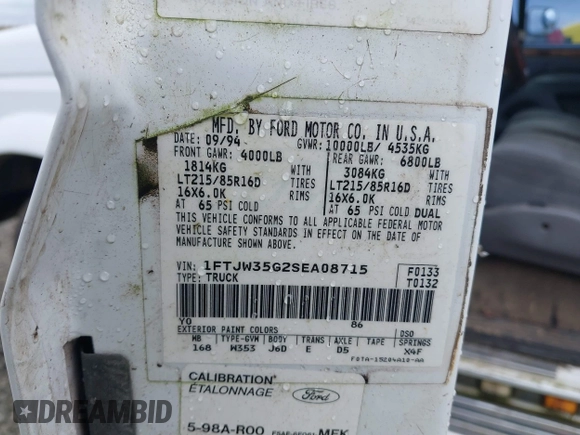 MFD. BY FORD MOTOR CO. IN U.S.A.
DATE: 09/94 GVWR: 10000LB/ 4535KG
FRONT GAWR: 4000LB REAR GAWR: 6800LB
1814KG WITH 3084KG WITH
LT215/85R16D TIRES LT215/85R16D TIRES
16X6.0K RIMS 16X6.0K RIMS
AT 65 PSI COLD AT 65 PSI COLD DUAL
THIS VEHICLE CONFORMS TO ALL APPLICABLE FEDERAL MOTOR
VEHICLE SAFETY STANDARDS IN EFFECT ON THE DATE OF
MANUFACTURE SHOWN ABOVE.
VIN: 1FTJW35G2SEA08715 F0133
TYPE: TRUCK T0132
YO 86
EXTERIOR PAINT COLORS DSO
WB TYPE-GVW BODY TRANS AXLE TAPE SPRING
168 W353 J6D E D5 X4F
CALIBRATION
ÉTALONNAGE
Ford
5-98A-R00 MEK
DREAMBID